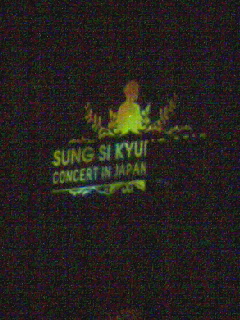 SUNG SI KYUNG
CONCERT IN JAPAN